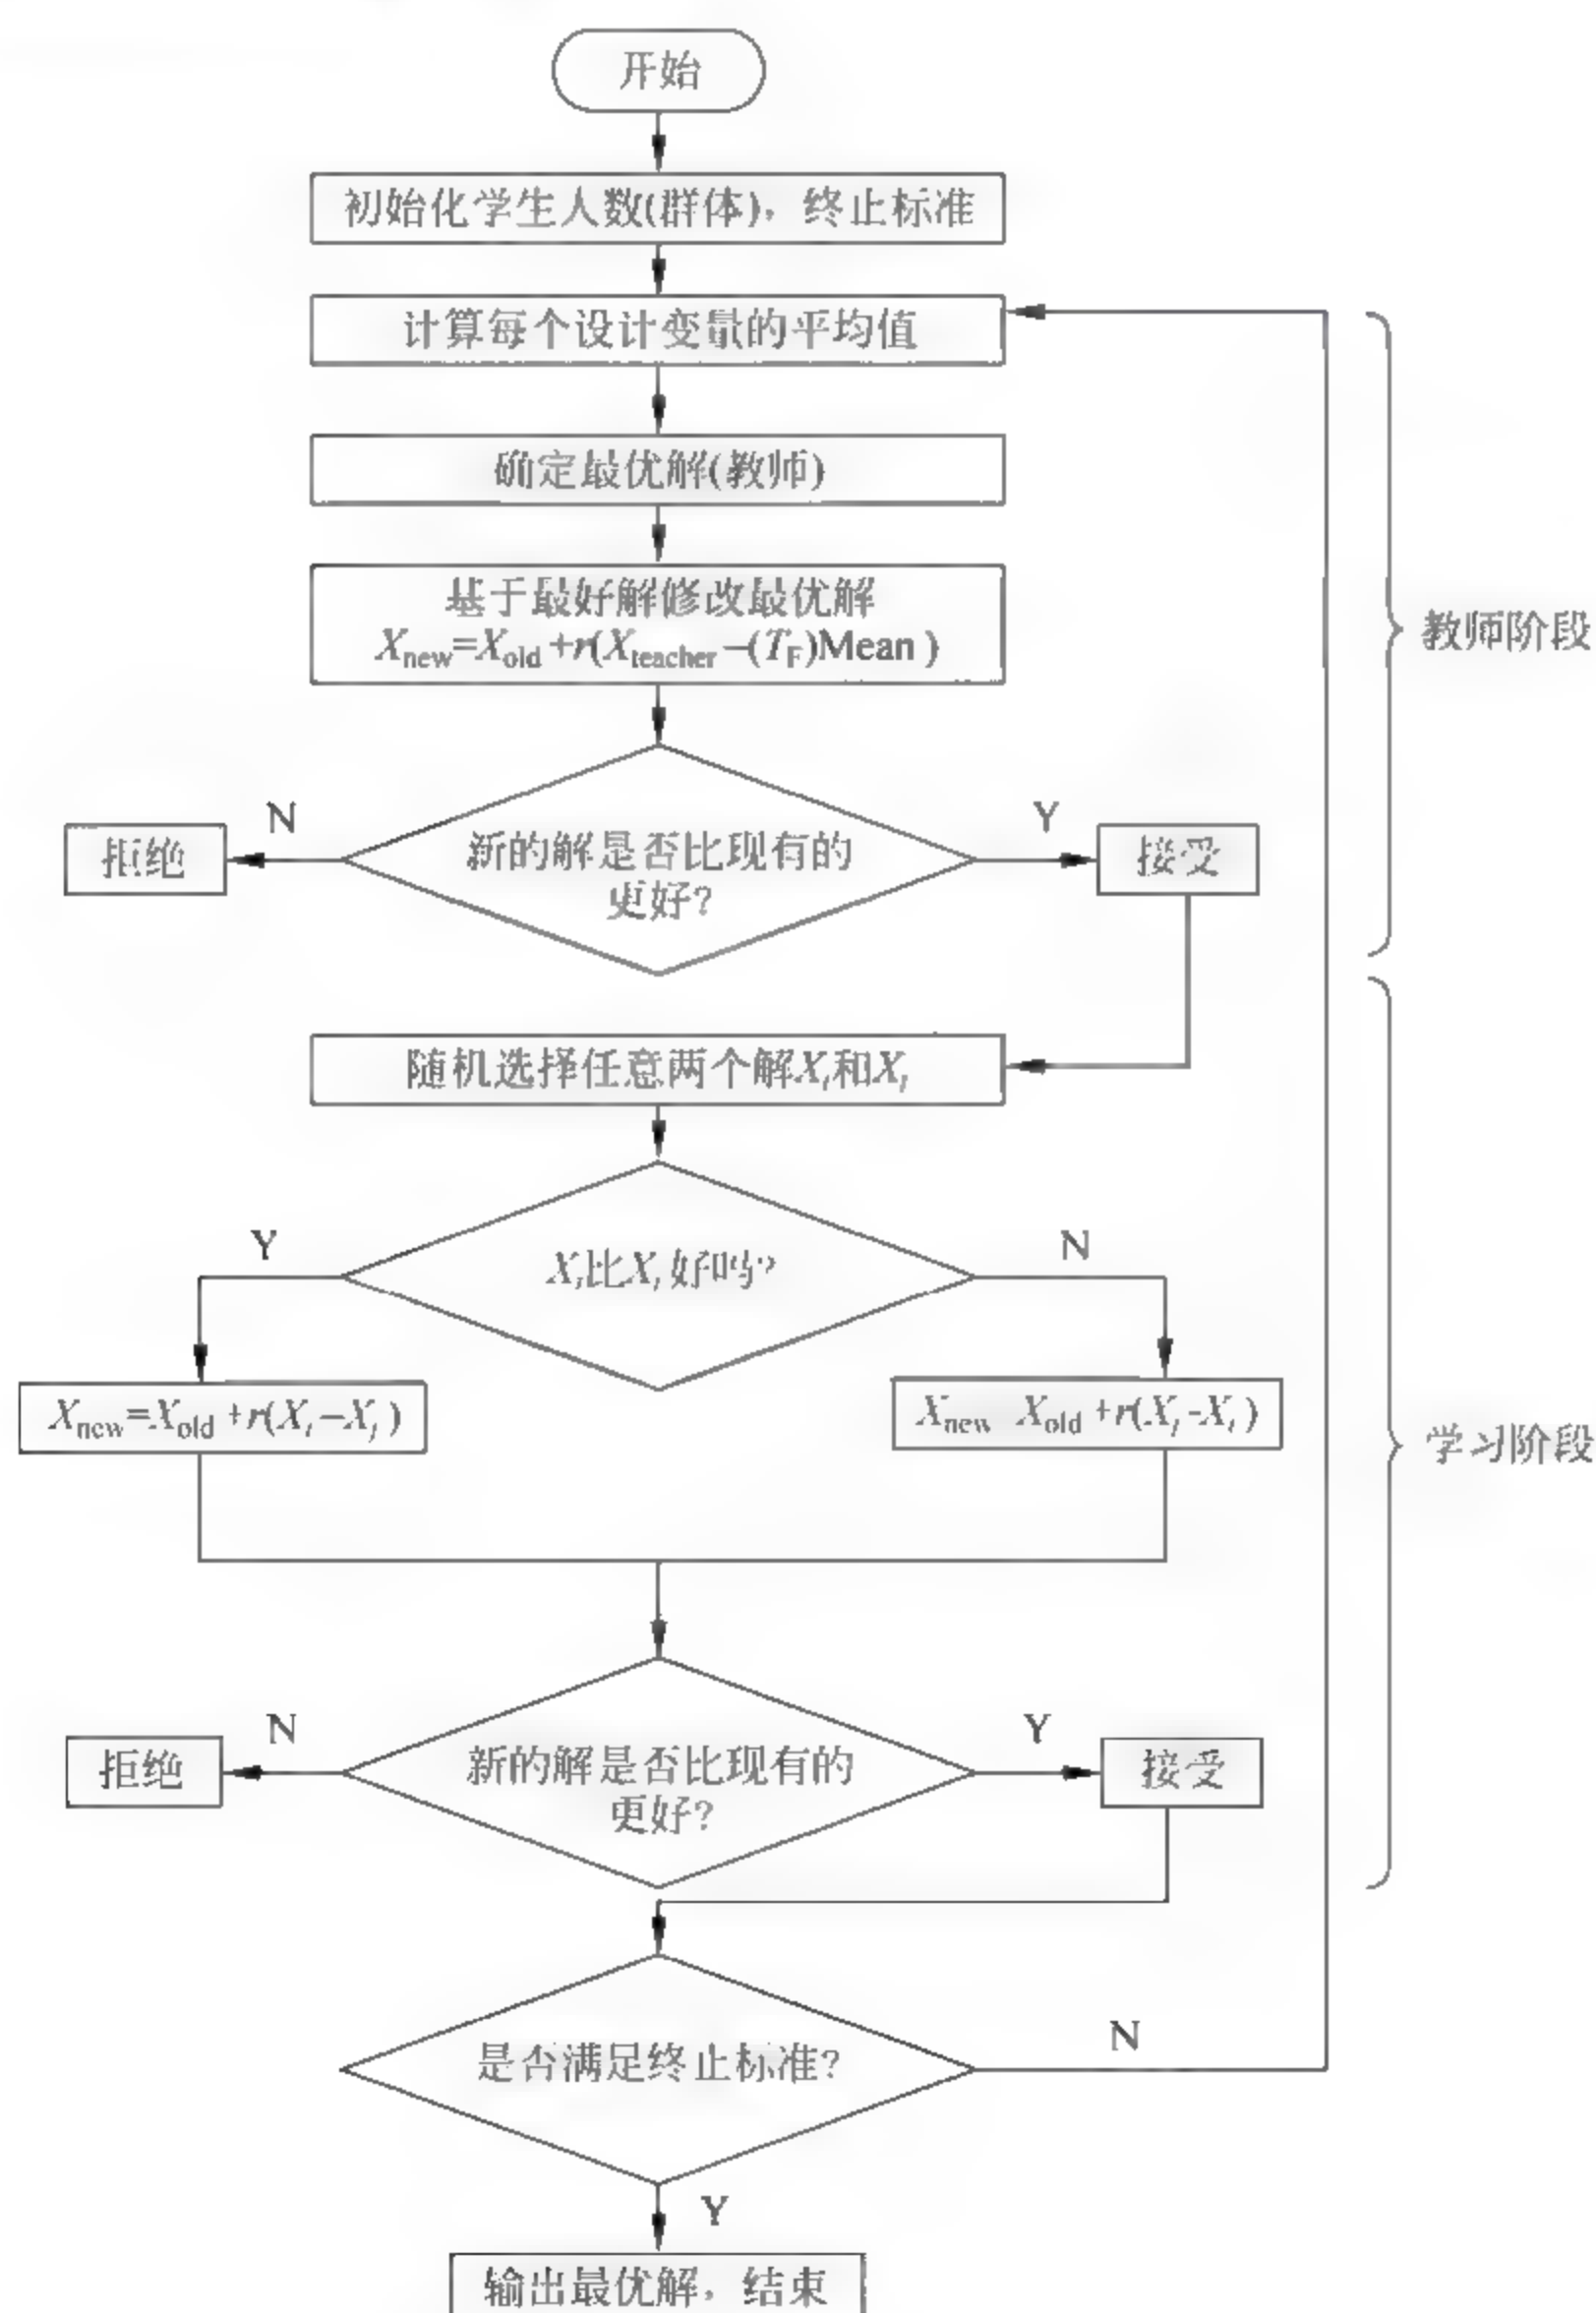 开始
初始化学生人数(群体)，终止标准
计算每个设计变量的平均值
确定最优解(教师)
基于最好解修改最优解
Xnew=Xold+r(Xteacher−(TF)Mean)
教师阶段
N
Y
拒绝
新的解是否比现有的
更好?
接受
随机选择任意两个解Xi和Xj
Y
N
Xi比Xj好吗?
Xnew=Xold+r(Xi−Xj)
Xnew Xold+r(Xj-Xi)
学习阶段
N
Y
拒绝
新的解是否比现有的
更好?
接受
N
是否满足终止标准?
Y
输出最优解，结束